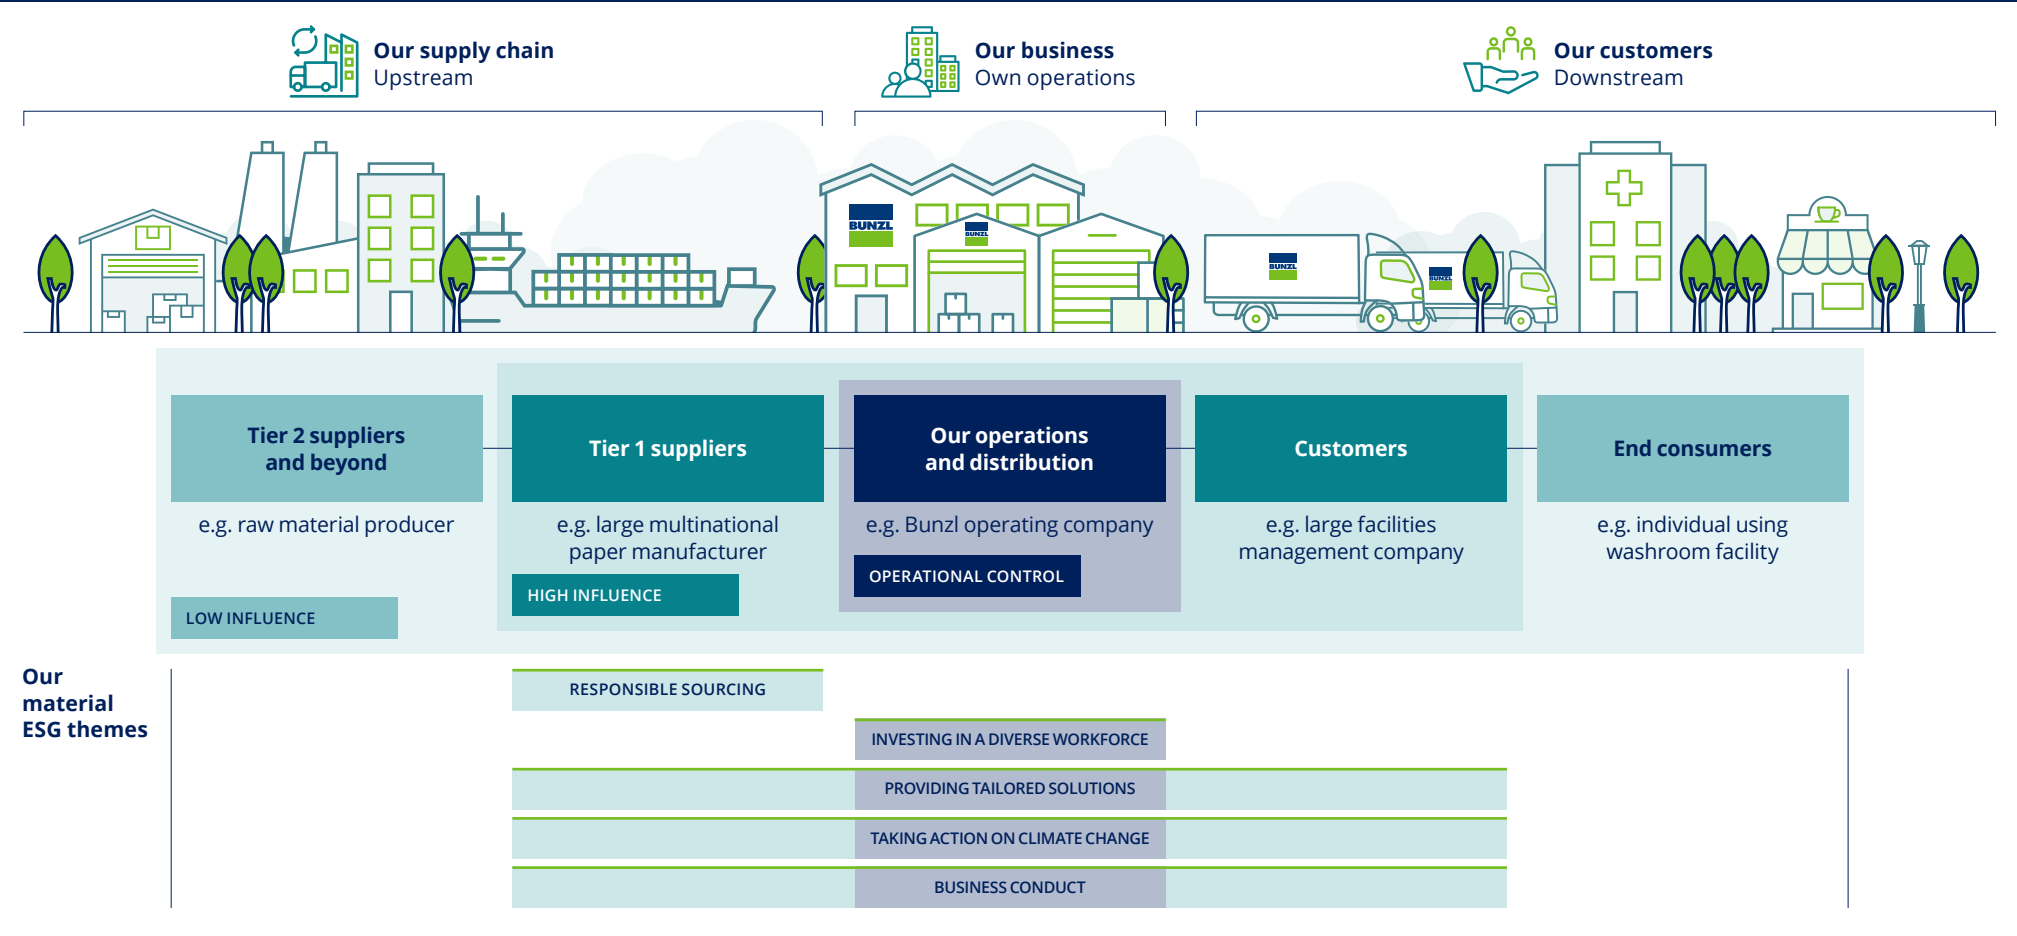 Our supply chain
Upstream
Our business
Own operations
Our customers
Downstream
BUNZL
BUNZL
BUNZL
BUNZL
Tier 2 suppliers
and beyond
Tier 1 suppliers
Our operations
and distribution
Customers
End consumers
e.g. raw material producer
e.g. large multinational
paper manufacturer
e.g. Bunzl operating company
e.g. large facilities
management company
e.g. individual using
washroom facility
OPERATIONAL CONTROL
HIGH INFLUENCE
LOW INFLUENCE
Our
material
ESG themes
RESPONSIBLE SOURCING
INVESTING IN A DIVERSE WORKFORCE
PROVIDING TAILORED SOLUTIONS
TAKING ACTION ON CLIMATE CHANGE
BUSINESS CONDUCT